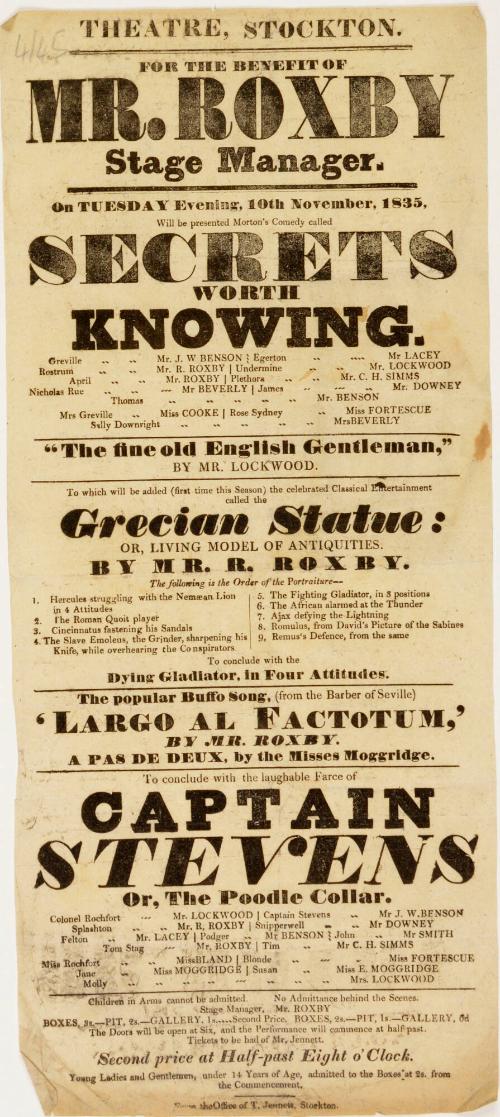 4/45
THEATRE, STOCKTON.
FOR THE BENEFIT OF
MR. ROXBY
Stage Manager.
On TUESDAY Evening, 10th November, 1835,
Will be presented Morton's Comedy called
SECRETS
WORTH
KNOWING.
Greville Mr. J. W BENSON } Egerton Mr LACEY
Rostrum Mr. R. ROXBY | Undermine Mr. LOCKWOOD
April Mr. ROXBY | Plethora Mr. C. H. SIMMS
Nicholas Rue Mr BEVERLY | James Mr. DOWNEY
Thomas Mr. BENSON
Mrs Greville Miss COOKE | Rose Sydney Miss FORTESCUE
Sally Downright MrsBEVERLY
"The fine old English Gentleman,"
BY MR. LOCKWOOD.
To which will be added (first time this Season) the celebrated Classical Entertainment
called the
Grecian Statue:
OR, LIVING MODEL OF ANTIQUITIES.
BY MR. R. ROXBY.
The following is the Order of the Portraiture—
1. Hercules struggling with the Nemæan Lion
in 4 Attitudes
2. The Roman Quoit player
3. Cincinnatus fastening his Sandals
4. The Slave Emoleus, the Grinder, sharpening his
Knife, while overhearing the Conspirators
5. The Fighting Gladiator, in 3 positions
6. The African alarmed at the Thunder
7. Ajax defying the Lightning
8. Romulus, from David's Picture of the Sabines
9. Remus's Defence, from the same
To conclude with the
Dying Gladiator, in Four Attitudes.
The popular Buffo Song, (from the Barber of Seville)
'LARGO AL FACTOTUM,'
BY MR. ROXBY.
A PAS DE DEUX, by the Misses Moggridge.
To conclude with the laughable Farce of
CAPTAIN
STEVENS
Or, The Poodle Collar.
Colonel Rochfort Mr. LOCKWOOD | Captain Stevens Mr J. W. BENSON
Splashton Mr. R. ROXBY | Snipperwell Mr DOWNEY
Felton Mr. LACEY | Podger Mr BENSON } John Mr SMITH
Tom Stag Mr. ROXBY | Tim Mr C. H. SIMMS
Miss Rochfort MissBLAND | Blonde Miss FORTESCUE
Jane Miss MOGGRIDGE | Susan Miss E. MOGGRIDGE
Molly Mrs. LOCKWOOD
Children in Arms cannot be admitted. No Admittance behind the Scenes.
Stage Manager, Mr. ROXBY
BOXES, 3s.—PIT, 2s.—GALLERY, 1s.....Second Price, BOXES, 2s.—PIT, 1s.—GALLERY, 6d
The Doors will be open at Six, and the Performance will commence at half-past.
Tickets to be had of Mr. Jennett.
Second price at Half-past Eight o'Clock.
Young Ladies and Gentlemen, under 14 Years of Age, admitted to the Boxes at 2s. from
the Commencement.
From the Office of T. Jennett, Stockton.